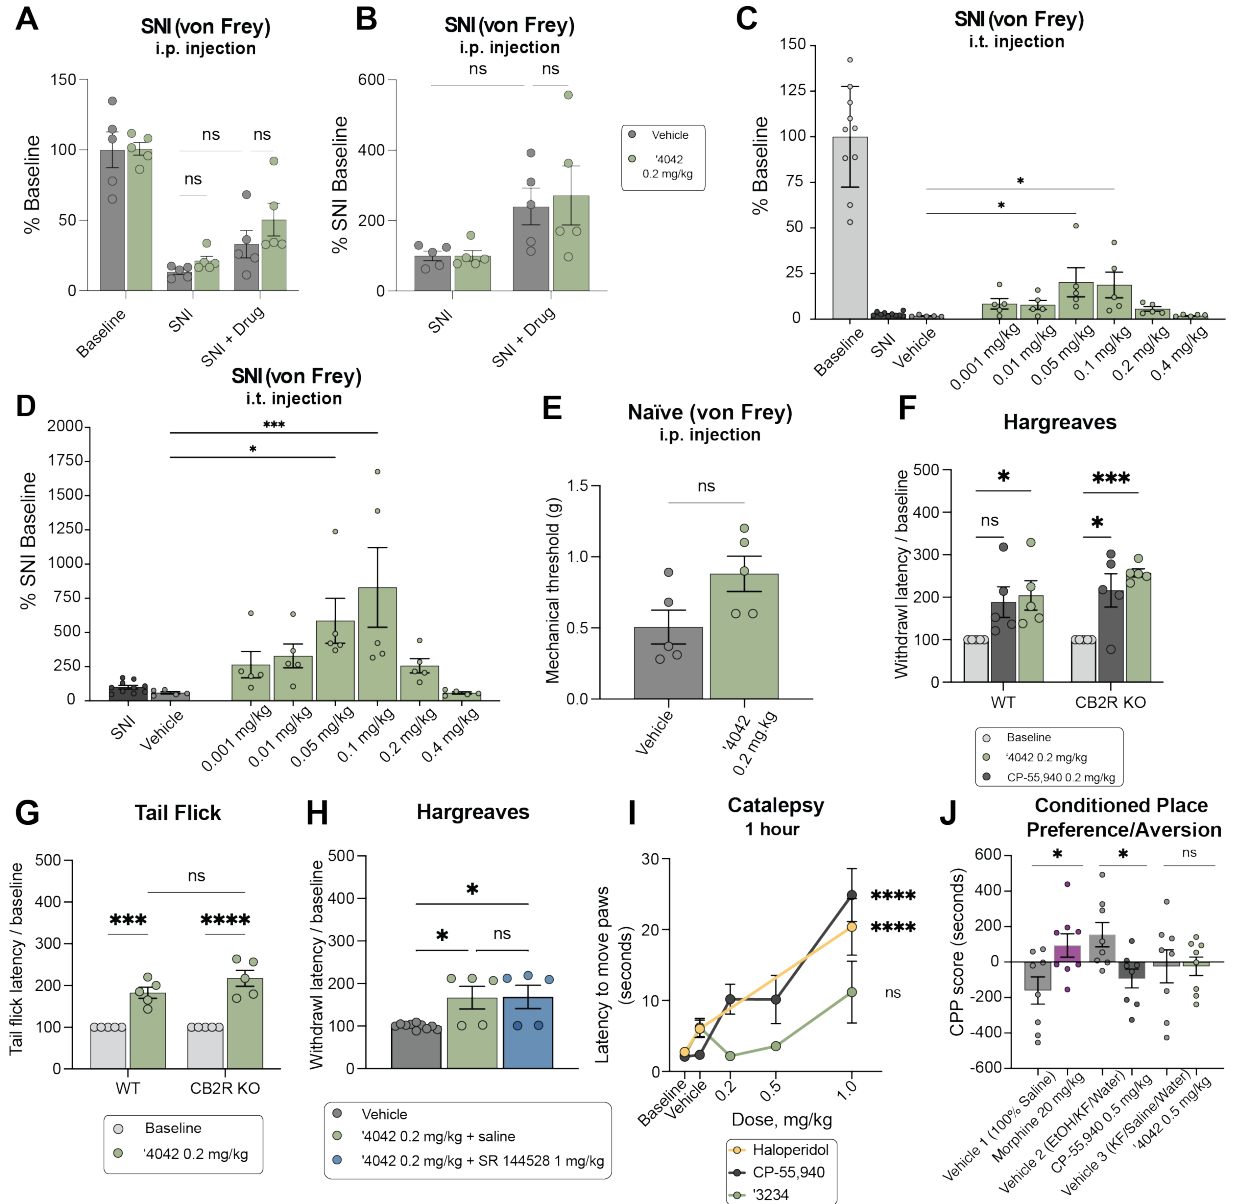 A
SNI (von Frey)
i.p. injection
% Baseline
150
100
50
0
ns
ns
ns
Baseline
SNI
SNI + Drug
B
SNI (von Frey)
i.p. injection
% SNI Baseline
600
400
200
0
ns
ns
SNI
SNI + Drug
Vehicle
'4042
0.2 mg/kg
C
SNI (von Frey)
i.t. injection
% Baseline
150
125
100
75
50
25
0
*
*
Baseline
SNI
Vehicle
0.001 mg/kg
0.01 mg/kg
0.05 mg/kg
0.1 mg/kg
0.2 mg/kg
0.4 mg/kg
D
SNI (von Frey)
i.t. injection
% SNI Baseline
2000
1750
1500
1250
1000
750
500
250
0
***
*
SNI
Vehicle
0.001 mg/kg
0.01 mg/kg
0.05 mg/kg
0.1 mg/kg
0.2 mg/kg
0.4 mg/kg
E
Naïve (von Frey)
i.p. injection
Mechanical threshold (g)
1.5
1.0
0.5
0.0
ns
Vehicle
'4042
0.2 mg.kg
F
Hargreaves
Withdrawl latency / baseline
500
400
300
200
100
0
*
ns
***
*
WT
CB2R KO
Baseline
'4042 0.2 mg/kg
CP-55,940 0.2 mg/kg
G
Tail Flick
Tail flick latency / baseline
500
400
300
200
100
0
ns
***
****
WT
CB2R KO
Baseline
'4042 0.2 mg/kg
H
Hargreaves
Withdrawl latency / baseline
500
400
300
200
100
0
*
*
ns
Vehicle
'4042 0.2 mg/kg + saline
'4042 0.2 mg/kg + SR 144528 1 mg/kg
I
Catalepsy
1 hour
Latency to move paws
(seconds)
30
20
10
0
****
****
ns
Baseline
Vehicle
0.2
0.5
1.0
Dose, mg/kg
Haloperidol
CP-55,940
'3234
J
Conditioned Place
Preference/Aversion
CPP score (seconds)
600
400
200
0
-200
-400
-600
*
*
ns
Vehicle 1 (100% Saline)
Morphine 20 mg/kg
Vehicle 2 (EtOH/KF/Water)
CP-55,940 0.5 mg/kg
Vehicle 3 (KF/Saline/Water)
'4042 0.5 mg/kg